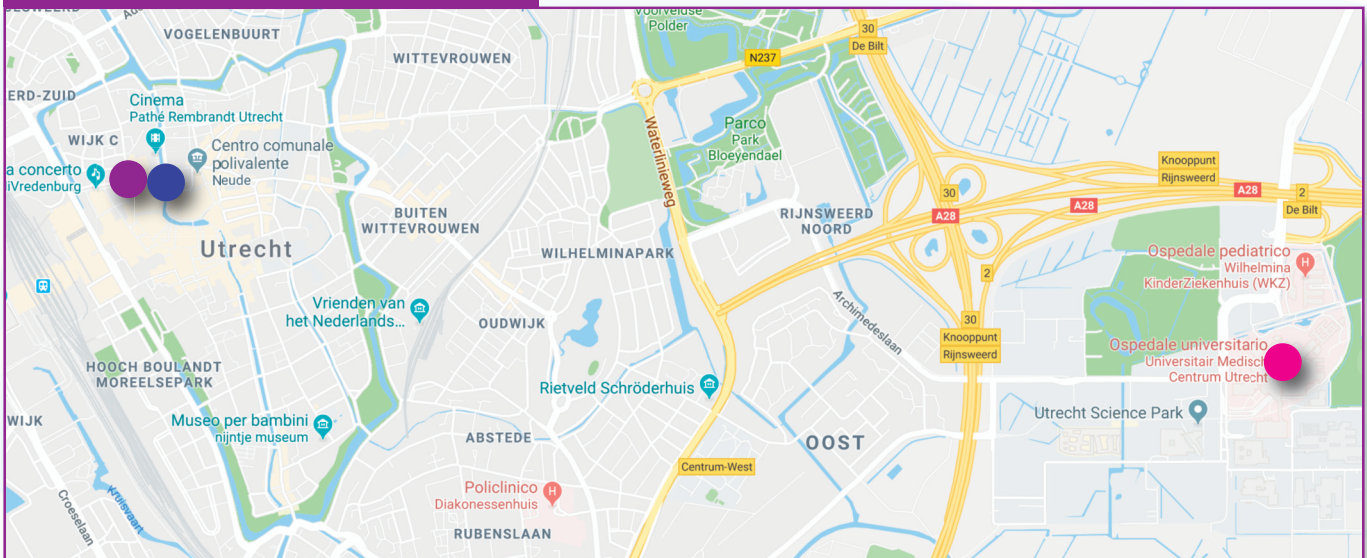 Voorveldse
Polder
30
De Bilt
VOGELENBUURT
WITTEVROUWEN
N237
ERD-ZUID
Cinema
Pathé Rembrandt Utrecht
WIJK C
Centro comunale
polivalente
Neude
a concerto
iVredenburg
Waterlinieweg
Parco
Park
Bloeyendael
Knooppunt
Rijnsweerd
30
A28
A28
A28
2
De Bilt
BUITEN
WITTEVROUWEN
RIJNSWEERD
NOORD
Utrecht
WILHELMINAPARK
Ospedale pediatrico
Wilhelmina
KinderZiekenhuis (WKZ)
2
Vrienden van
het Nederlands...
OUDWIJK
Archimedeslaan
30
Knooppunt
Rijnsweerd
Ospedale universitario
Universitair Medisch
Centrum Utrecht
HOOCH BOULANDT
MOREELSEPARK
Rietveld Schröderhuis
Utrecht Science Park
WIJK
Museo per bambini
nijntje museum
ABSTEDE
OOST
Centrum-West
Croeselaan
Kruisvaart
Policlinico
Diakonessenhuis
RUBENSLAAN